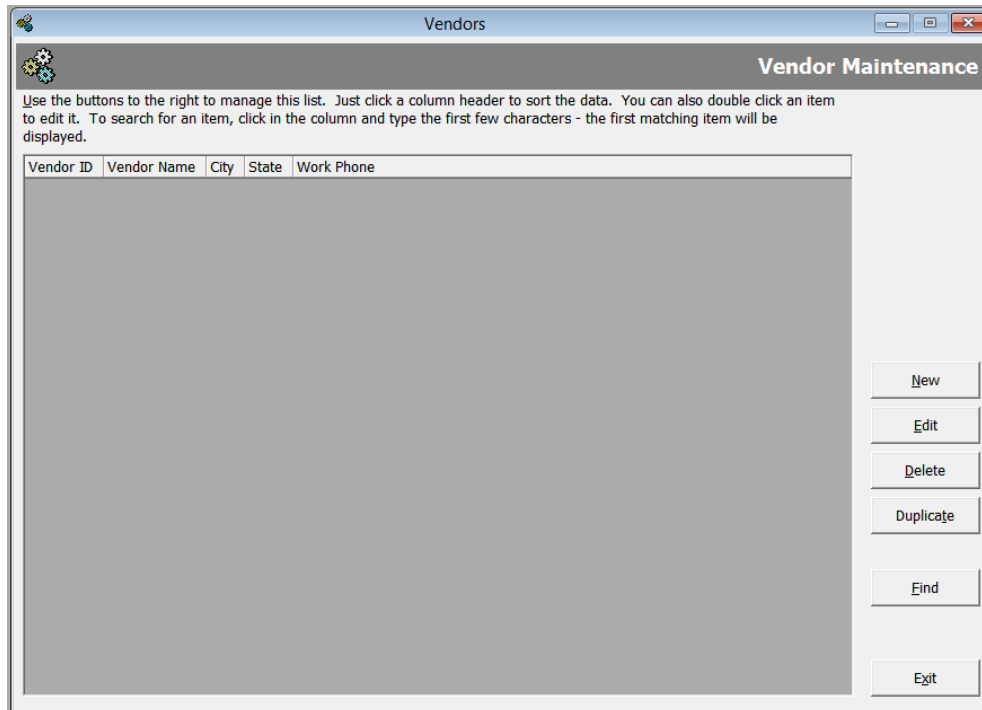 Vendors
Vendor Maintenance
Use the buttons to the right to manage this list. Just click a column header to sort the data. You can also double click an item
to edit it. To search for an item, click in the column and type the first few characters - the first matching item will be
displayed.
Vendor ID Vendor Name City State Work Phone
New
Edit
Delete
Duplicate
Find
Exit